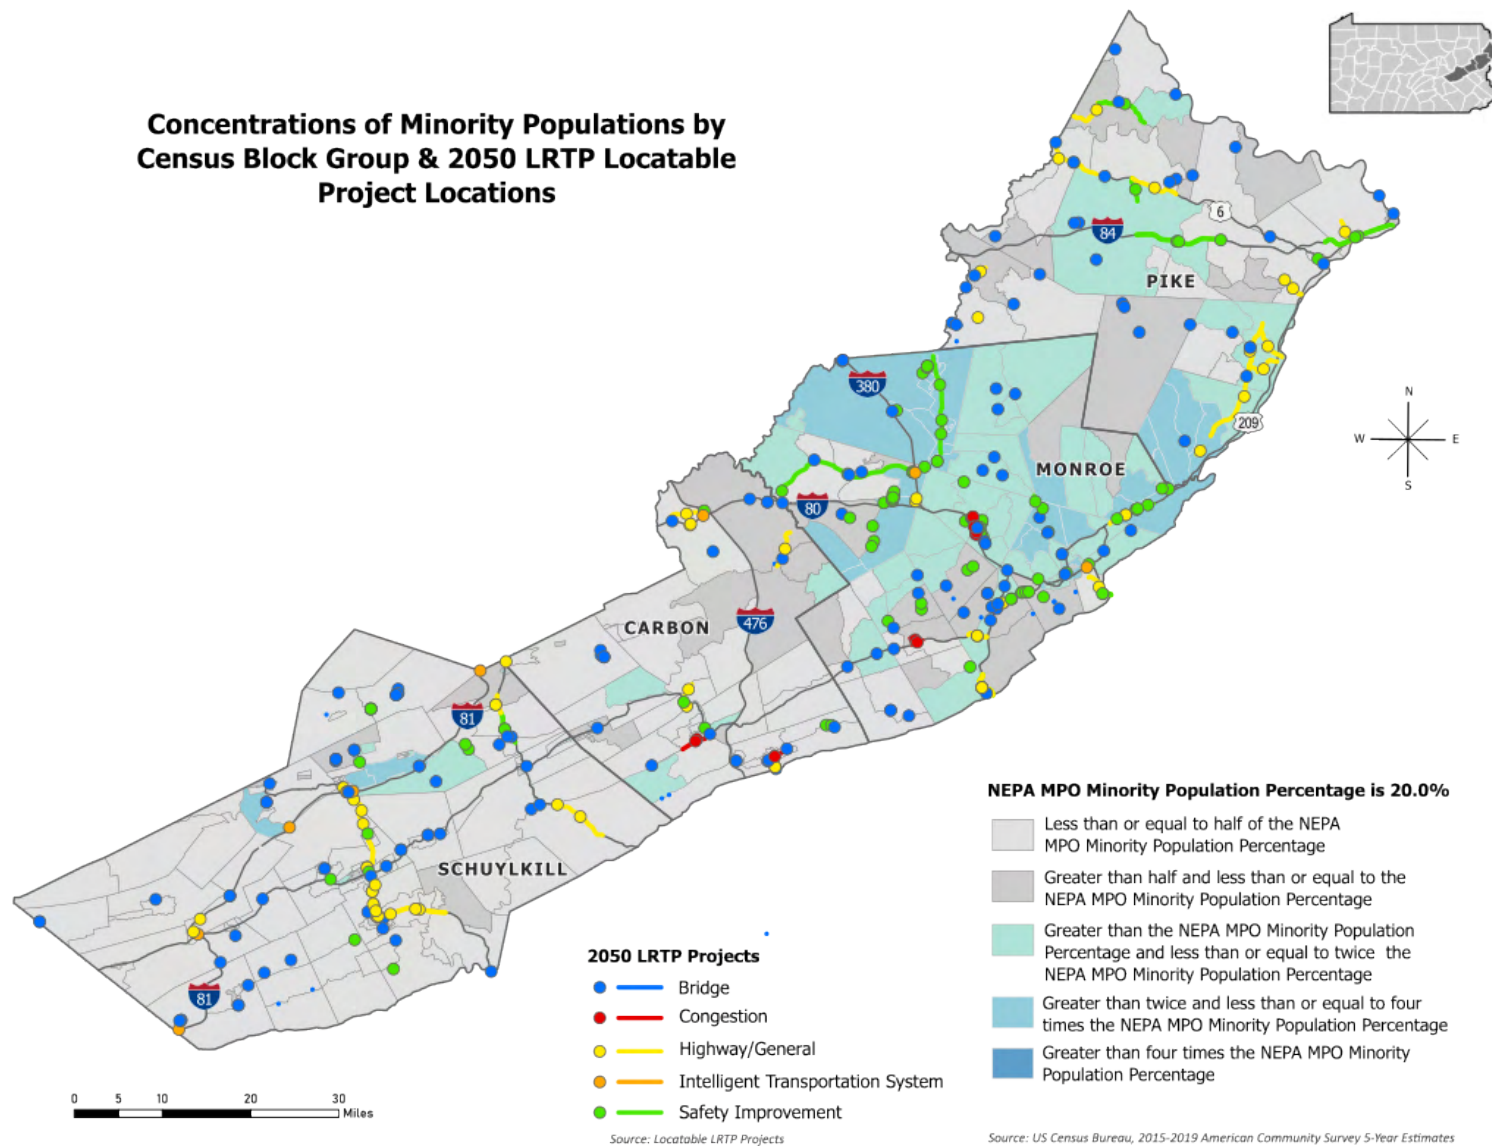 Concentrations of Minority Populations by
Census Block Group & 2050 LRTP Locatable
Project Locations
6
84
PIKE
380
209
N
W E
S
MONROE
80
CARBON
476
81
SCHUYLKILL
81
NEPA MPO Minority Population Percentage is 20.0%
Less than or equal to half of the NEPA
MPO Minority Population Percentage
Greater than half and less than or equal to the
NEPA MPO Minority Population Percentage
Greater than the NEPA MPO Minority Population
Percentage and less than or equal to twice the
NEPA MPO Minority Population Percentage
Greater than twice and less than or equal to four
times the NEPA MPO Minority Population Percentage
Greater than four times the NEPA MPO Minority
Population Percentage
2050 LRTP Projects
Bridge
Congestion
Highway/General
Intelligent Transportation System
Safety Improvement
0 5 10 20 30
Miles
Source: Locatable LRTP Projects
Source: US Census Bureau, 2015-2019 American Community Survey 5-Year Estimates